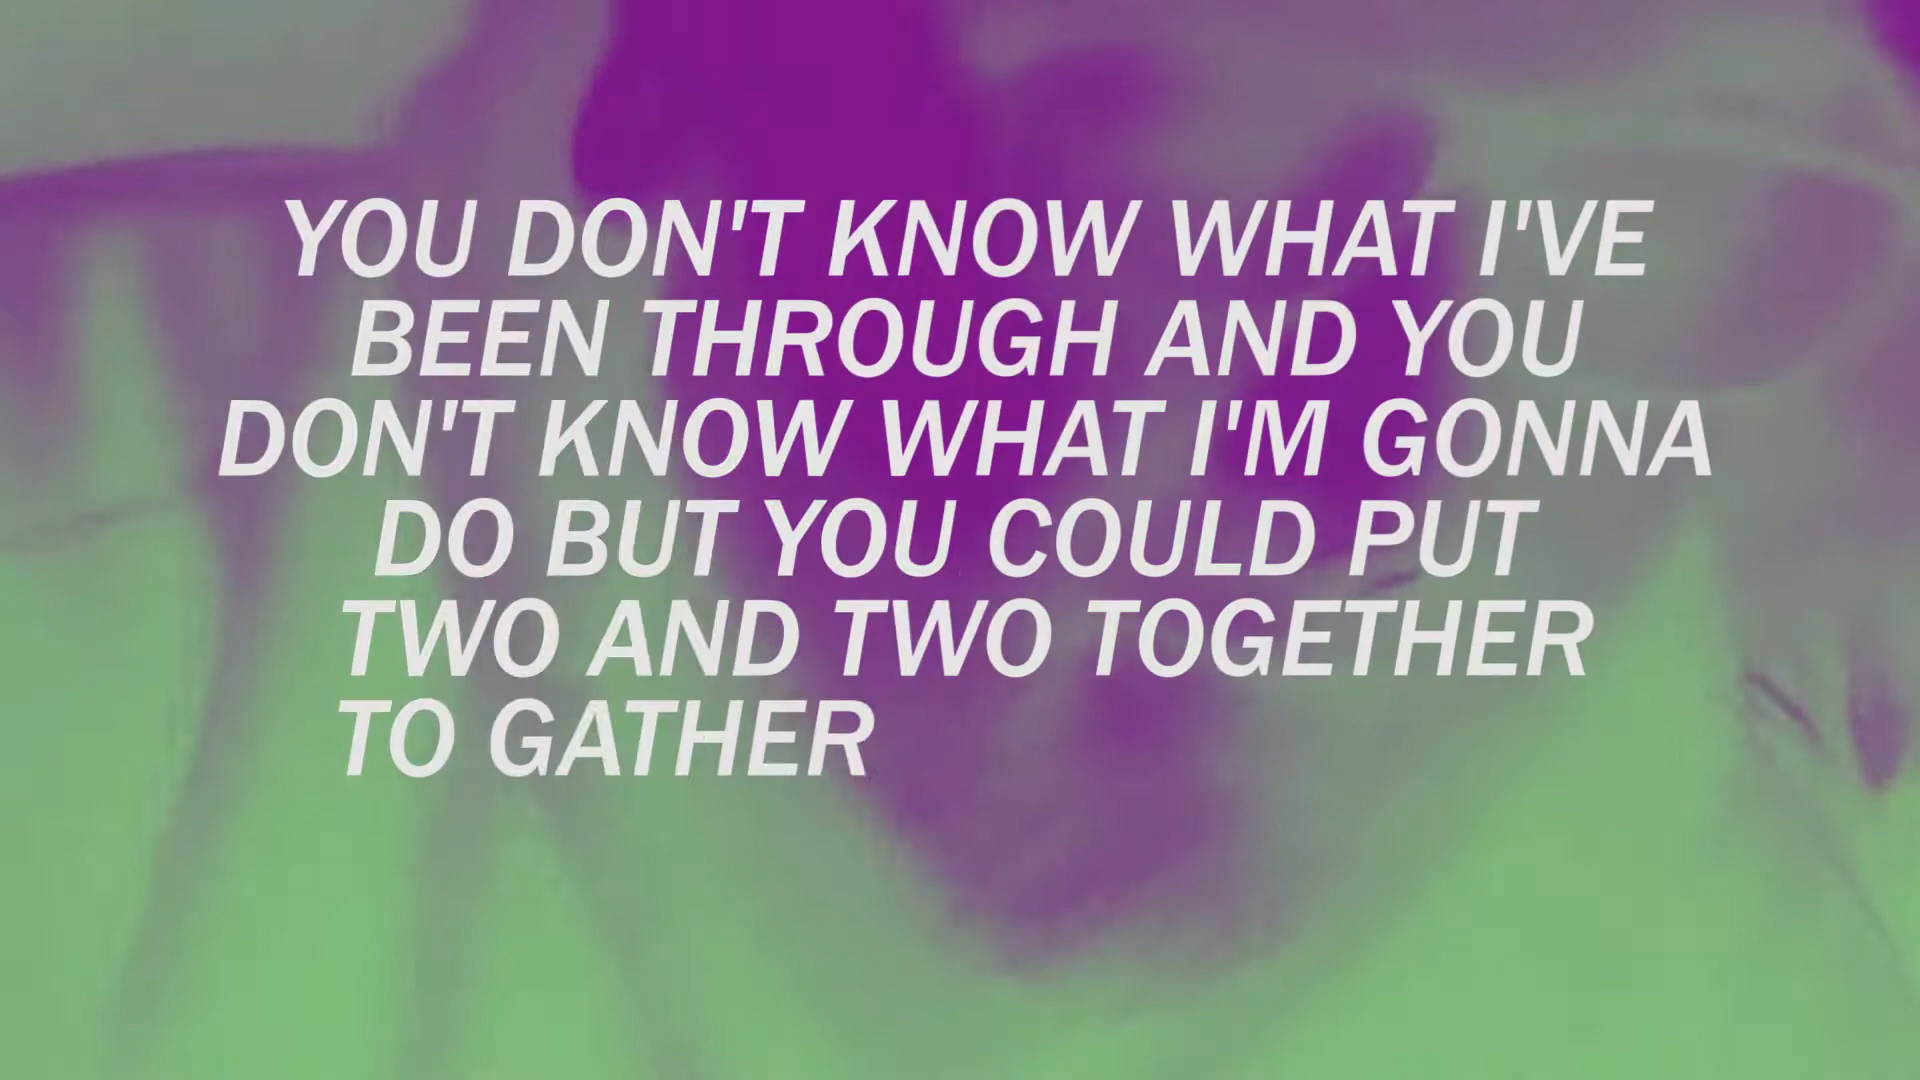 YOU DON'T KNOW WHAT I'VE
BEEN THROUGH AND YOU
DON'T KNOW WHAT I'M GONNA
DO BUT YOU COULD PUT
TWO AND TWO TOGETHER
TO GATHER